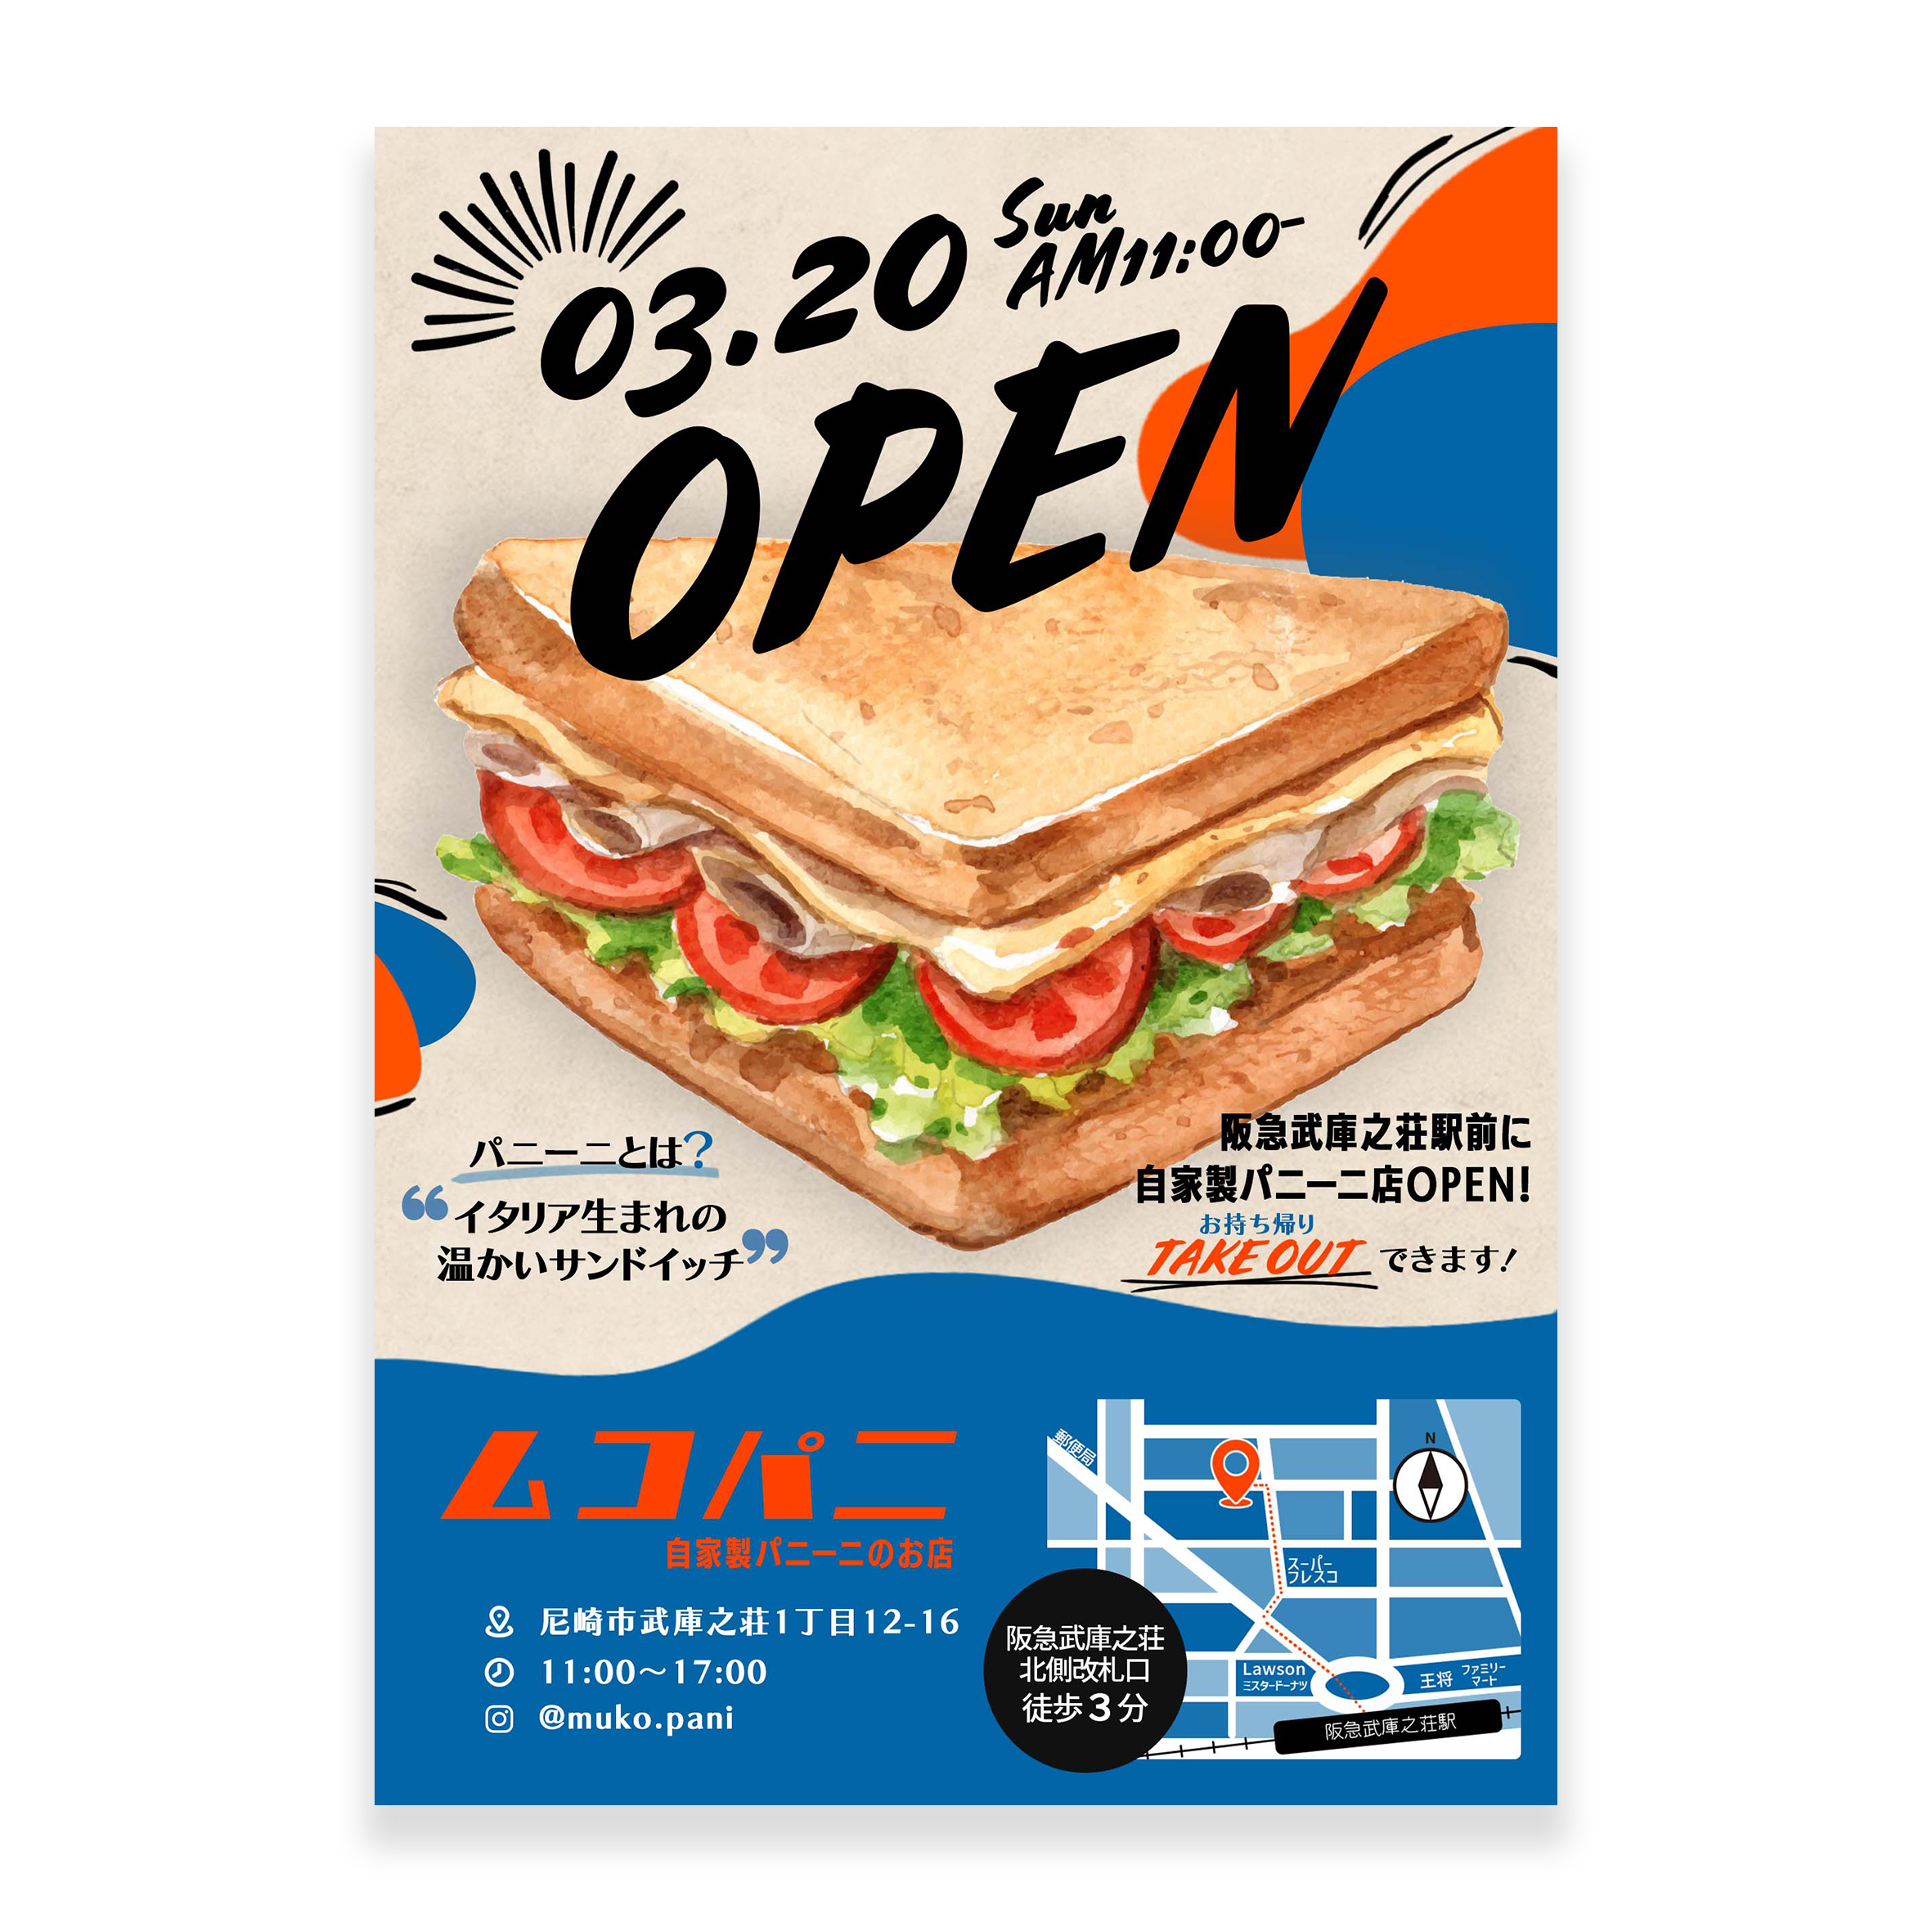 03.20
Sun
AM11:00-
OPEN
パニーニとは?
“イタリア生まれの
温かいサンドイッチ”
阪急武庫之荘駅前に
自家製パニーニ店OPEN!
お持ち帰り
TAKE OUT できます!
ムコパニ
自家製パニーニのお店
尼崎市武庫之荘1丁目12-16
11:00〜17:00
@muko.pani
阪急武庫之荘
北側改札口
徒歩3分
郵便局
N
スーパー
フレスコ
Lawson
ミスタードーナツ
王将
ファミリー
マート
阪急武庫之荘駅